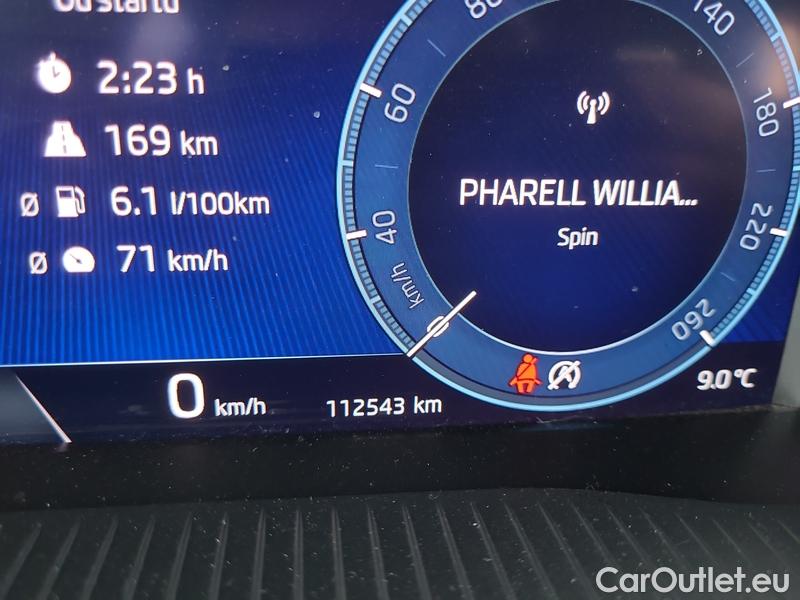 Od startu
2:23 h
169 km
Ø 6.1 l/100km
Ø 71 km/h
80
140
60
180
40
220
km/h
0
260
PHARELL WILLIA...
Spin
0 km/h
112543 km
9.0°C
CarOutlet.eu